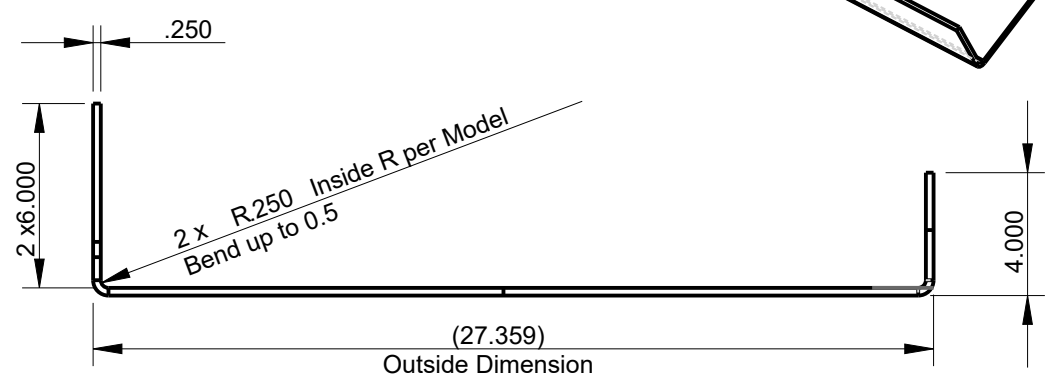 .250
2 x R.250 Inside R per Model
Bend up to 0.5
2 x6.000
4.000
(27.359)
Outside Dimension